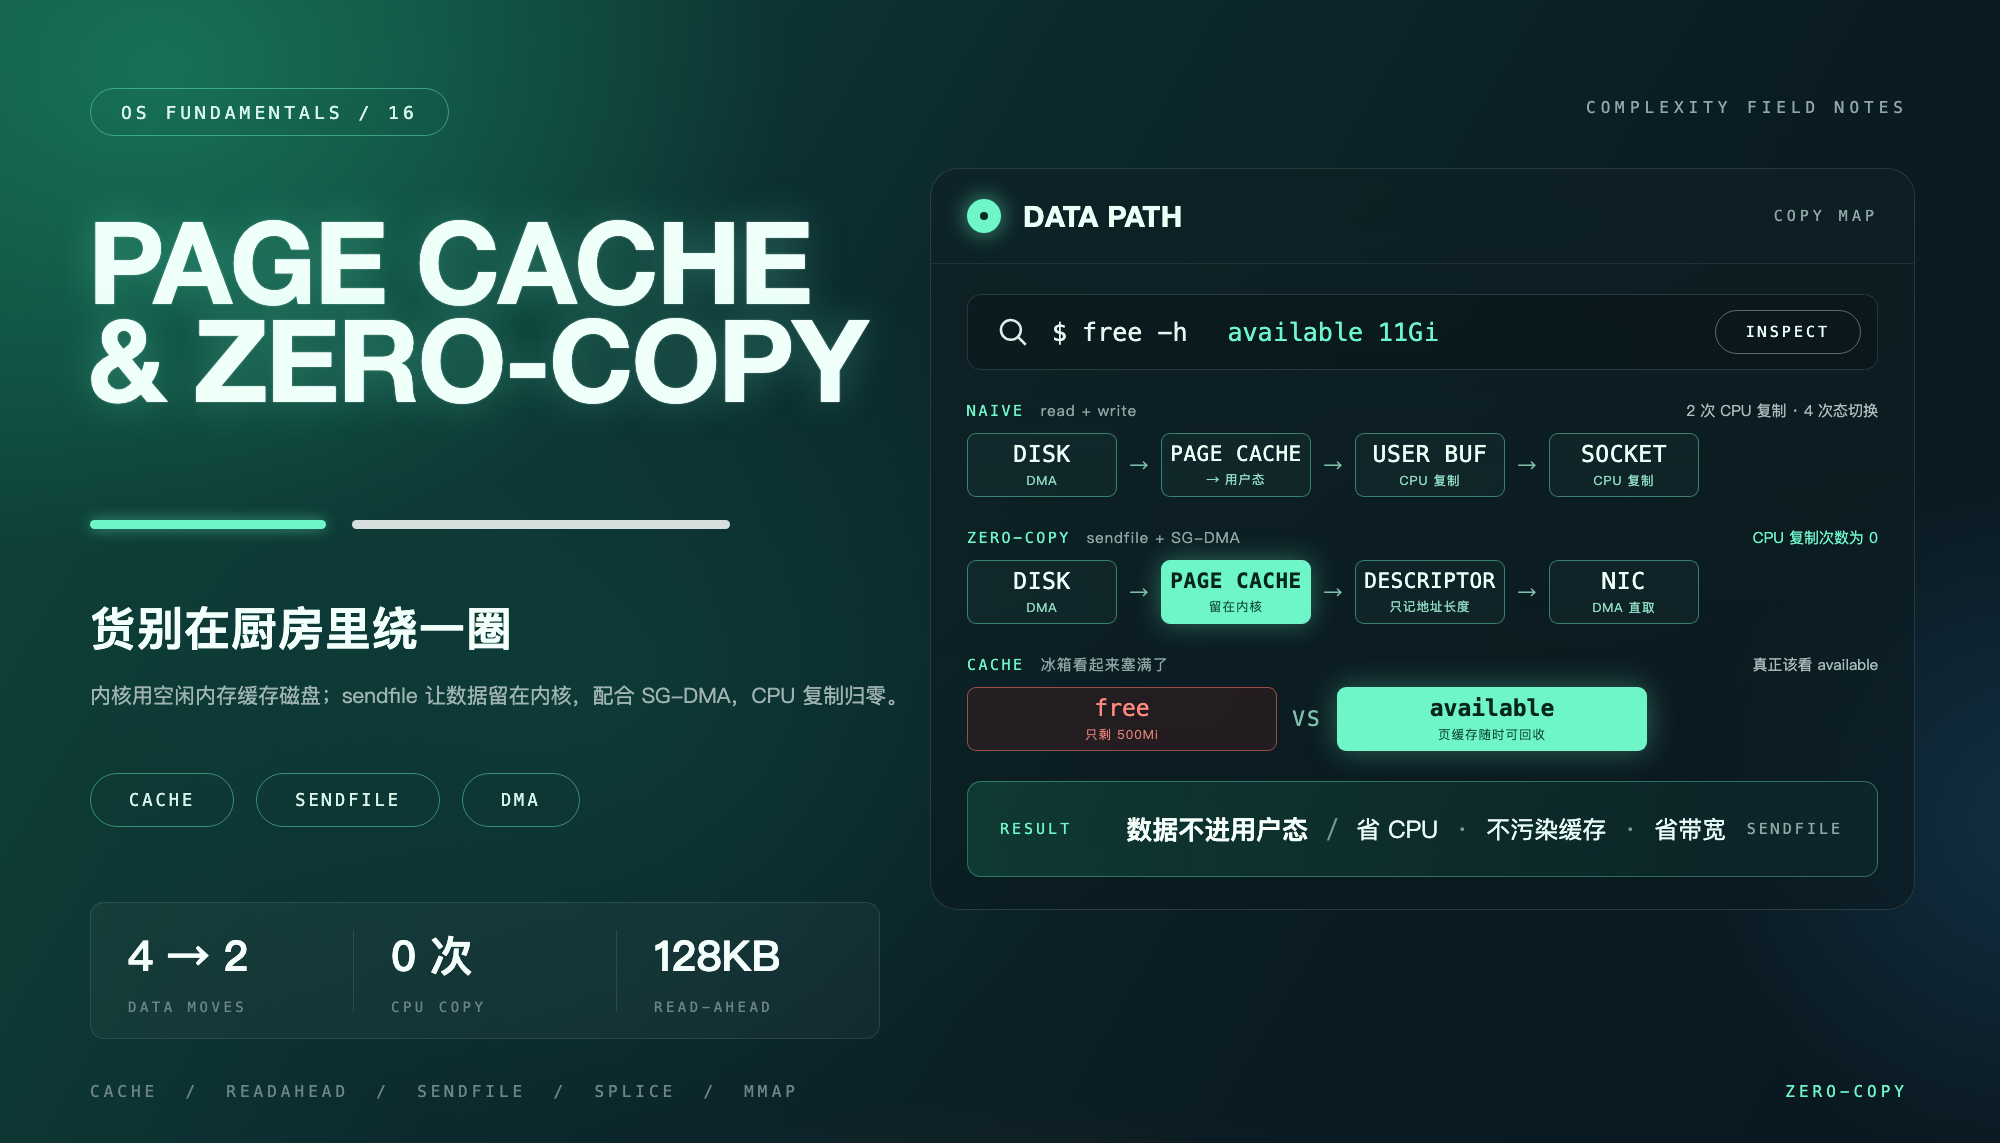 OS FUNDAMENTALS / 16
COMPLEXITY FIELD NOTES
PAGE CACHE
& ZERO-COPY
货别在厨房里绕一圈
内核用空闲内存缓存磁盘；sendfile 让数据留在内核，配合 SG-DMA，CPU 复制归零。
CACHE SENDFILE DMA
4 → 2 0 次 128KB
DATA MOVES CPU COPY READ-AHEAD
DATA PATH COPY MAP
$ free -h available 11Gi INSPECT
NAIVE read + write 2 次 CPU 复制 · 4 次态切换
DISK → PAGE CACHE → USER BUF → SOCKET
DMA → 用户态 CPU 复制 CPU 复制
ZERO-COPY sendfile + SG-DMA CPU 复制次数为 0
DISK → PAGE CACHE → DESCRIPTOR → NIC
DMA 留在内核 只记地址长度 DMA 直取
CACHE 冰箱看起来塞满了 真正该看 available
free VS available
只剩 500Mi 页缓存随时可回收
RESULT 数据不进用户态 / 省 CPU · 不污染缓存 · 省带宽 SENDFILE
CACHE / READAHEAD / SENDFILE / SPLICE / MMAP
ZERO-COPY